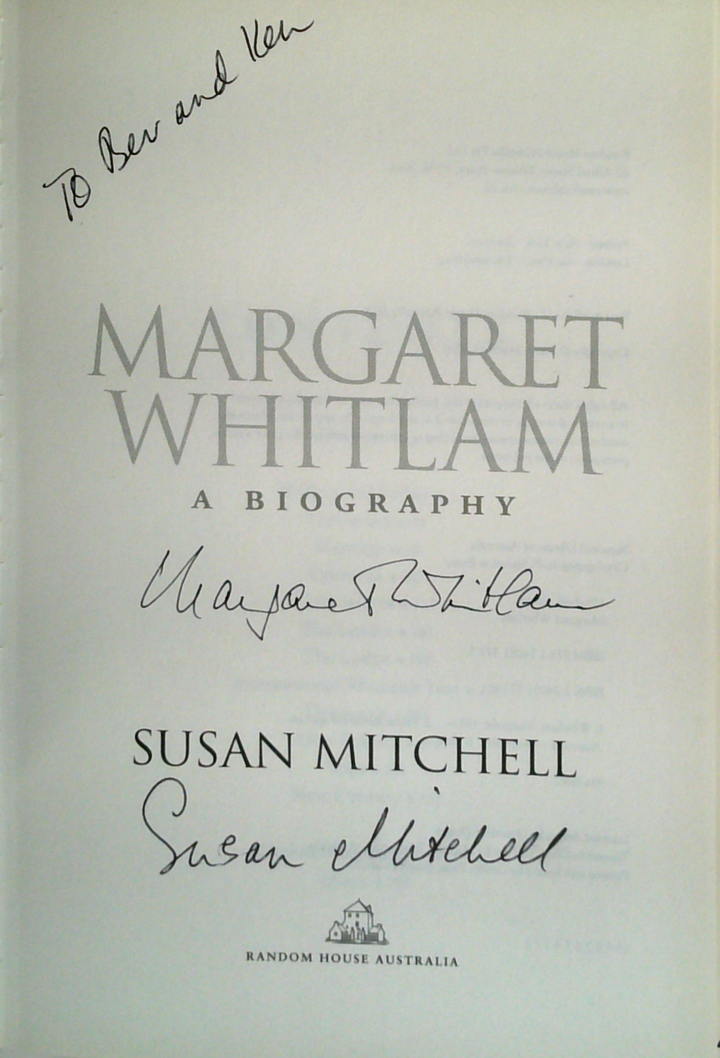 To Bev and Ken
MARGARET
WHITLAM
A BIOGRAPHY
Margaret Whitlam
SUSAN MITCHELL
Susan Mitchell
RANDOM HOUSE AUSTRALIA